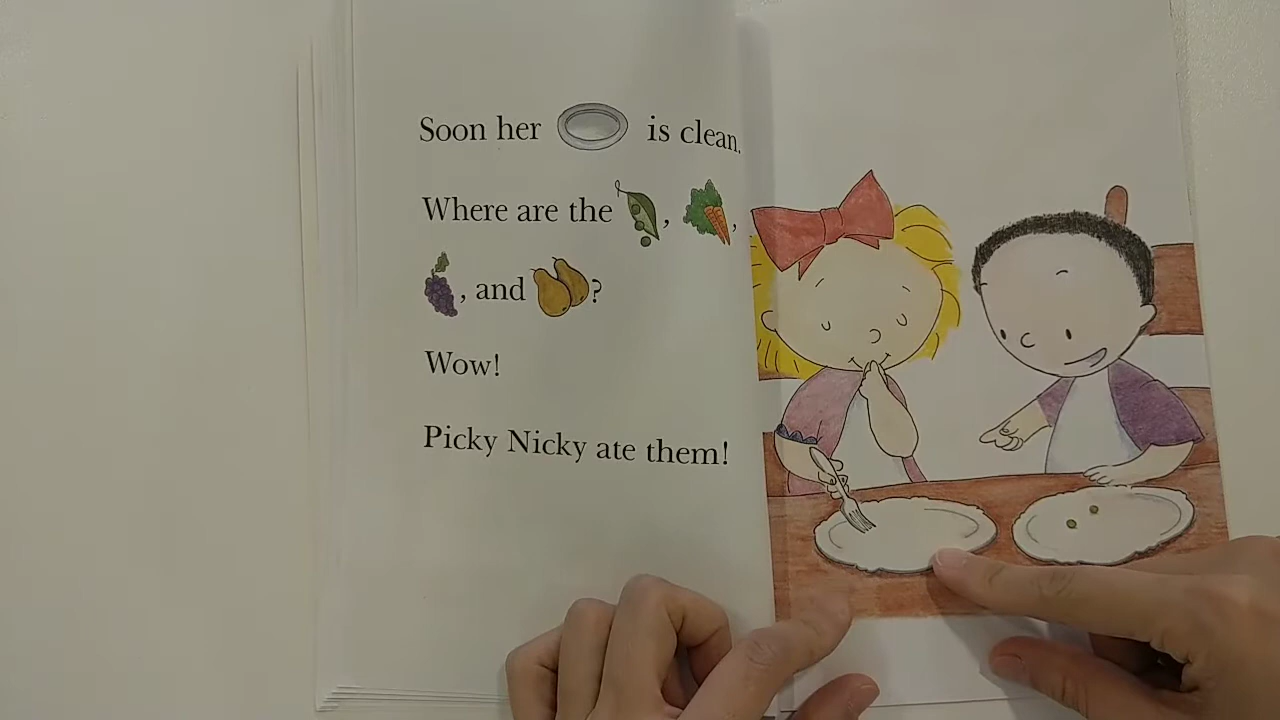 Soon her is clean.
Where are the , ,
, and ?
Wow!
Picky Nicky ate them!